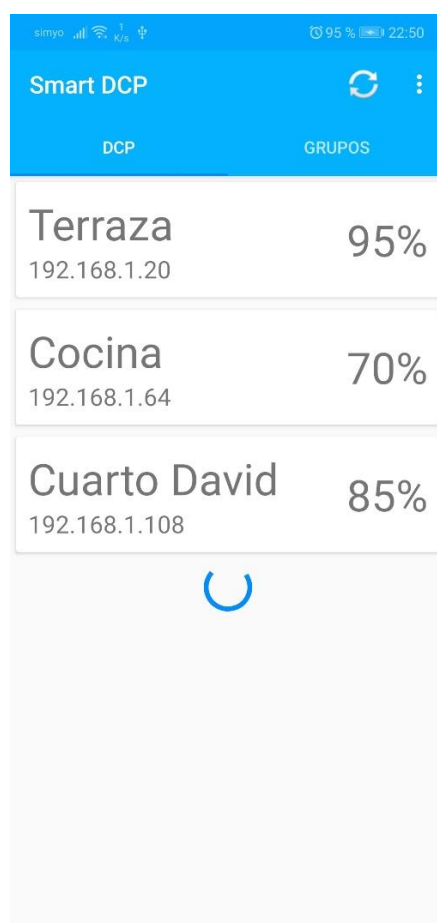 simyo 1 K/s 95 % 22:50
Smart DCP
DCP GRUPOS
Terraza 95%
192.168.1.20
Cocina 70%
192.168.1.64
Cuarto David 85%
192.168.1.108